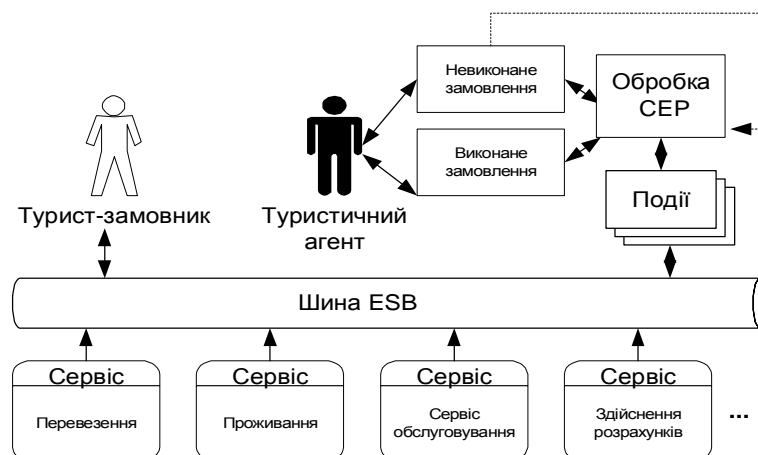 Невиконане
замовлення
Обробка
CEP
Виконане
замовлення
Події
Турист-замовник
Туристичний
агент
Шина ESB
Сервіс
Перевезення
Сервіс
Проживання
Сервіс
Сервіс
обслуговування
Сервіс
Здійснення
розрахунків
...